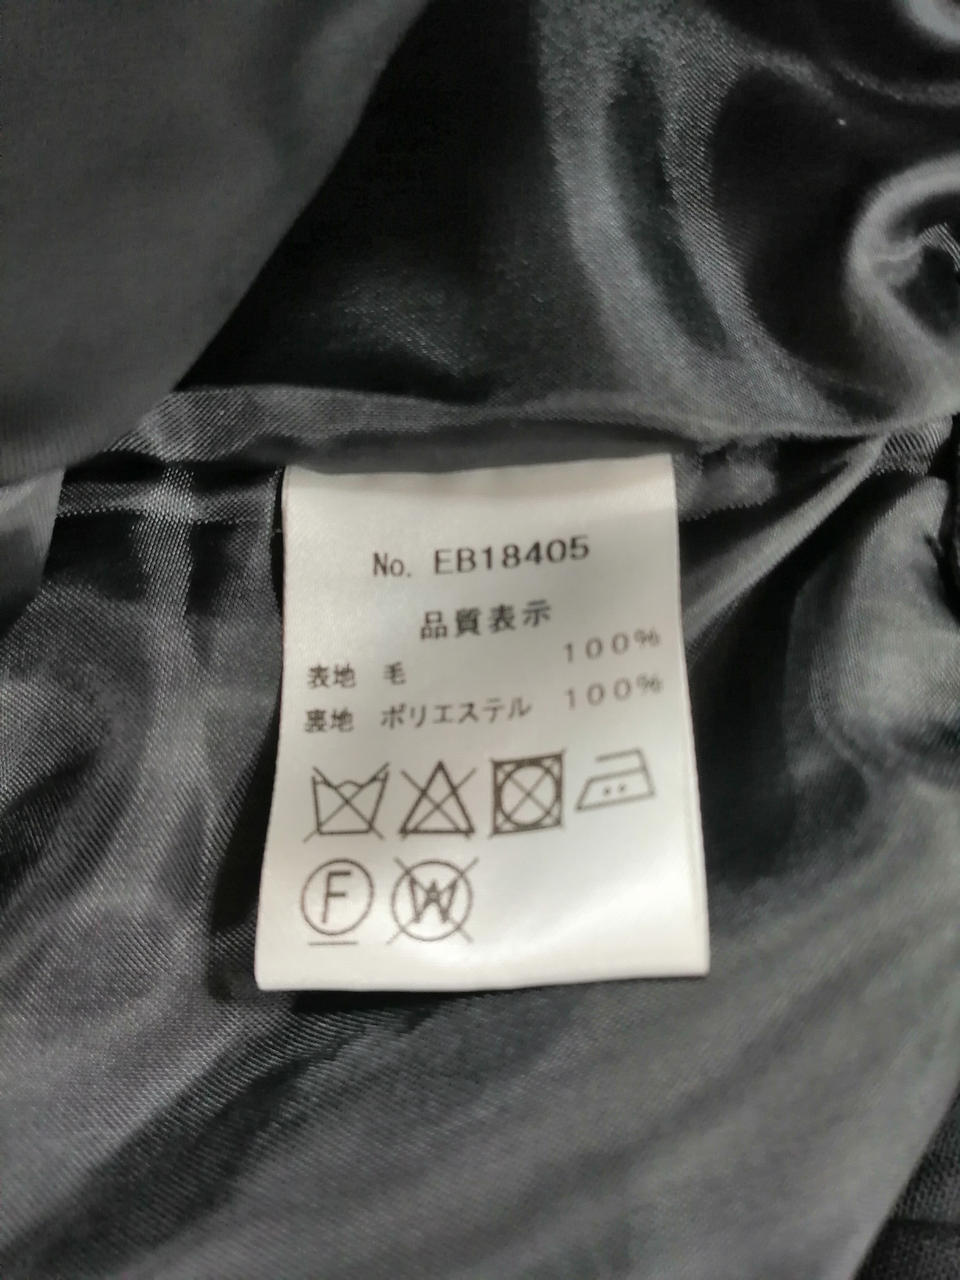 No. EB18405
品質表示
表地 毛 100%
裏地 ポリエステル 100%
F W